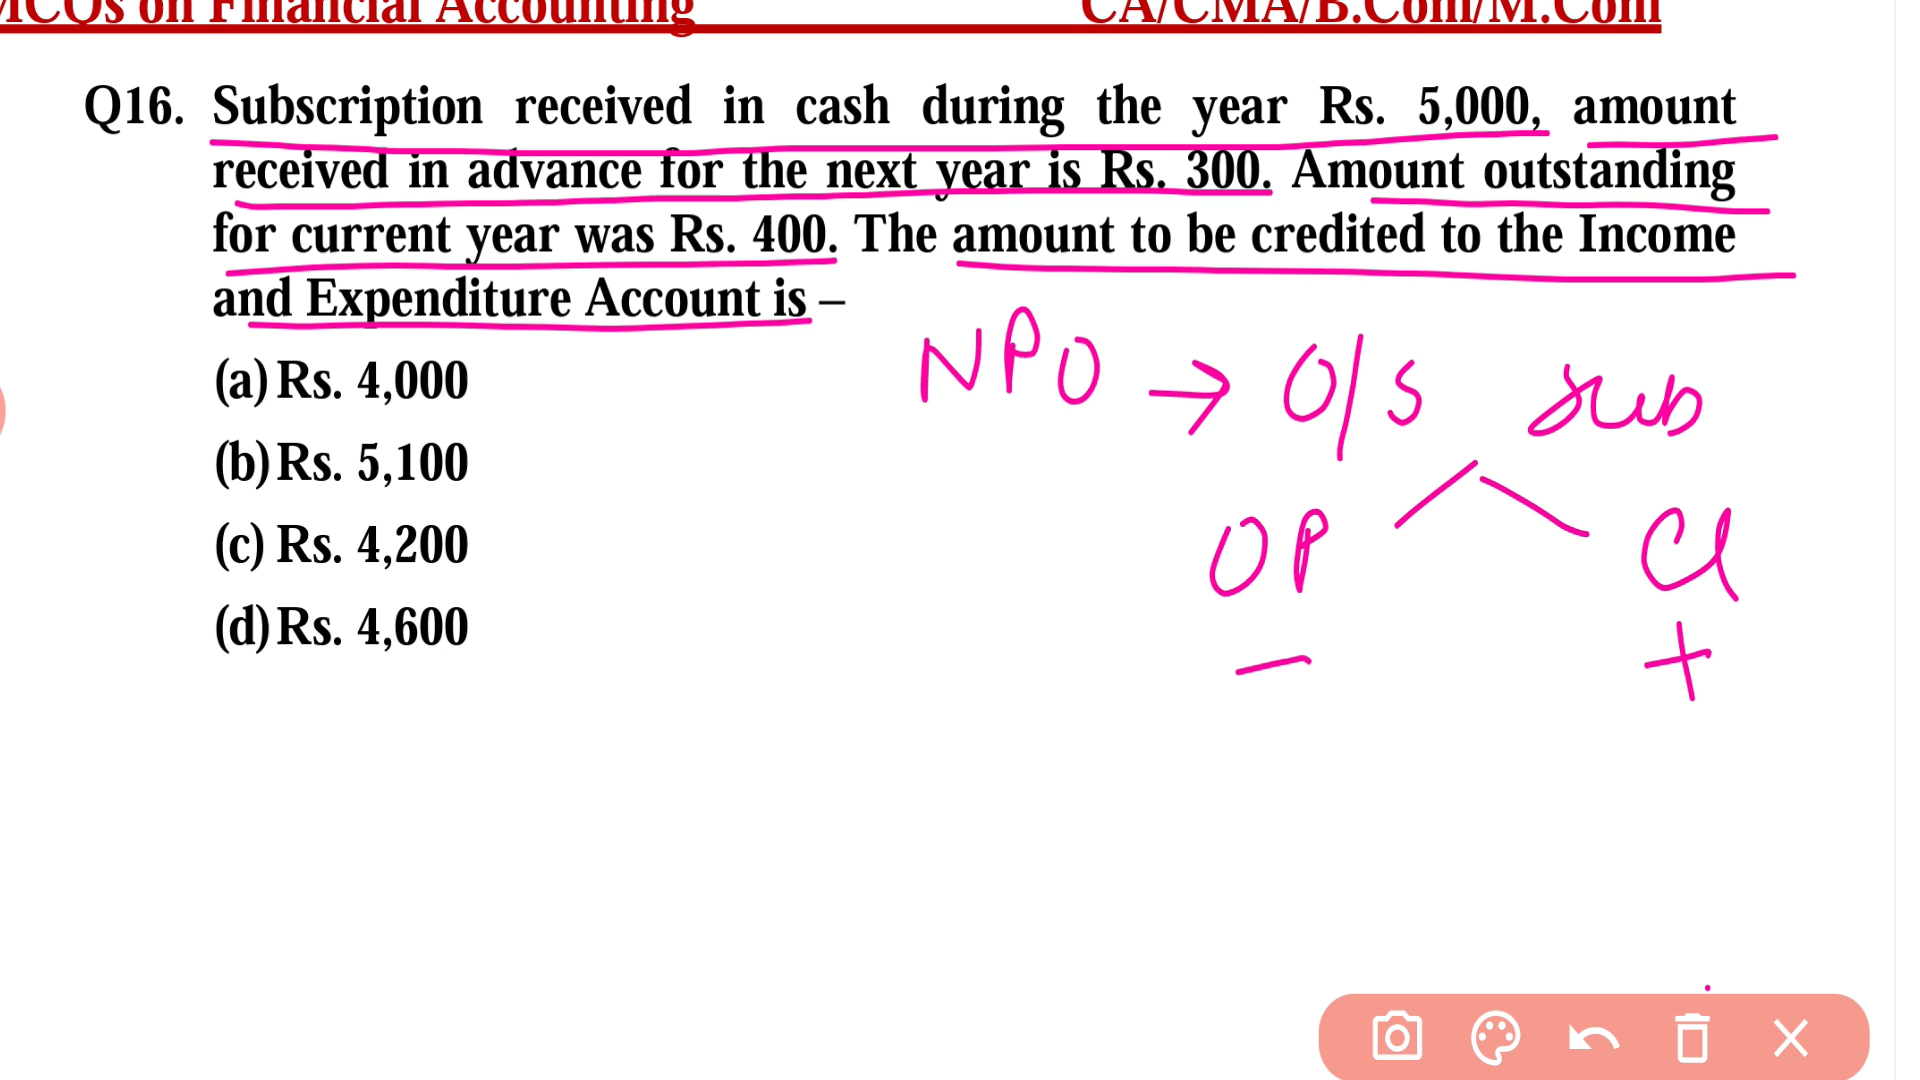 MCQs on Financial Accounting CA/CMA/B.Com/M.Com
Q16. Subscription received in cash during the year Rs. 5,000, amount
received in advance for the next year is Rs. 300. Amount outstanding
for current year was Rs. 400. The amount to be credited to the Income
and Expenditure Account is –
NPO → O/S sub
(a) Rs. 4,000
(b) Rs. 5,100
OP Cl
(c) Rs. 4,200
(d) Rs. 4,600
− +